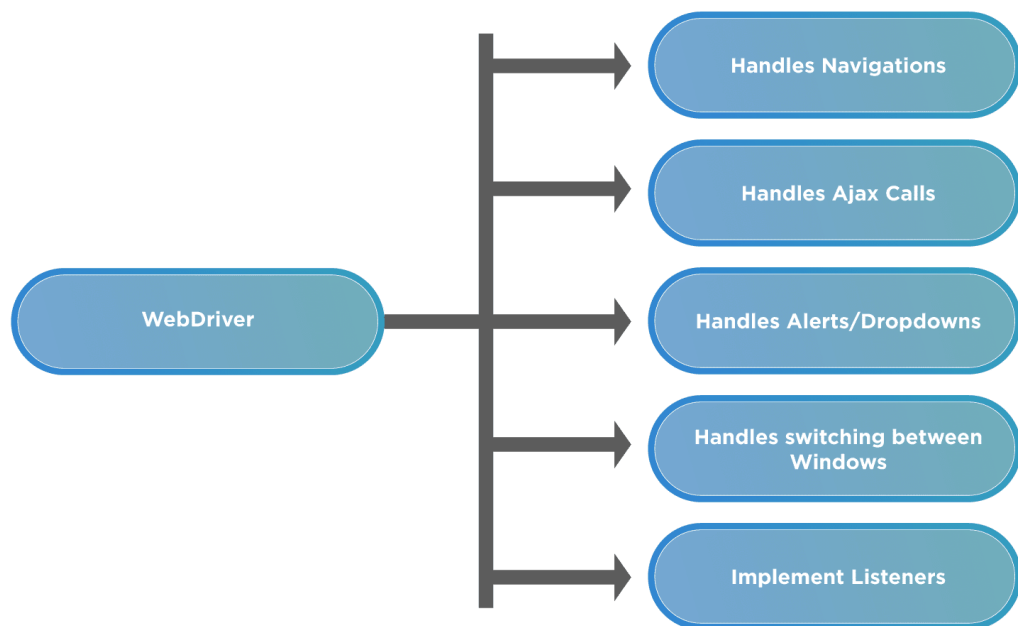 Handles Navigations
Handles Ajax Calls
WebDriver
Handles Alerts/Dropdowns
Handles switching between
Windows
Implement Listeners